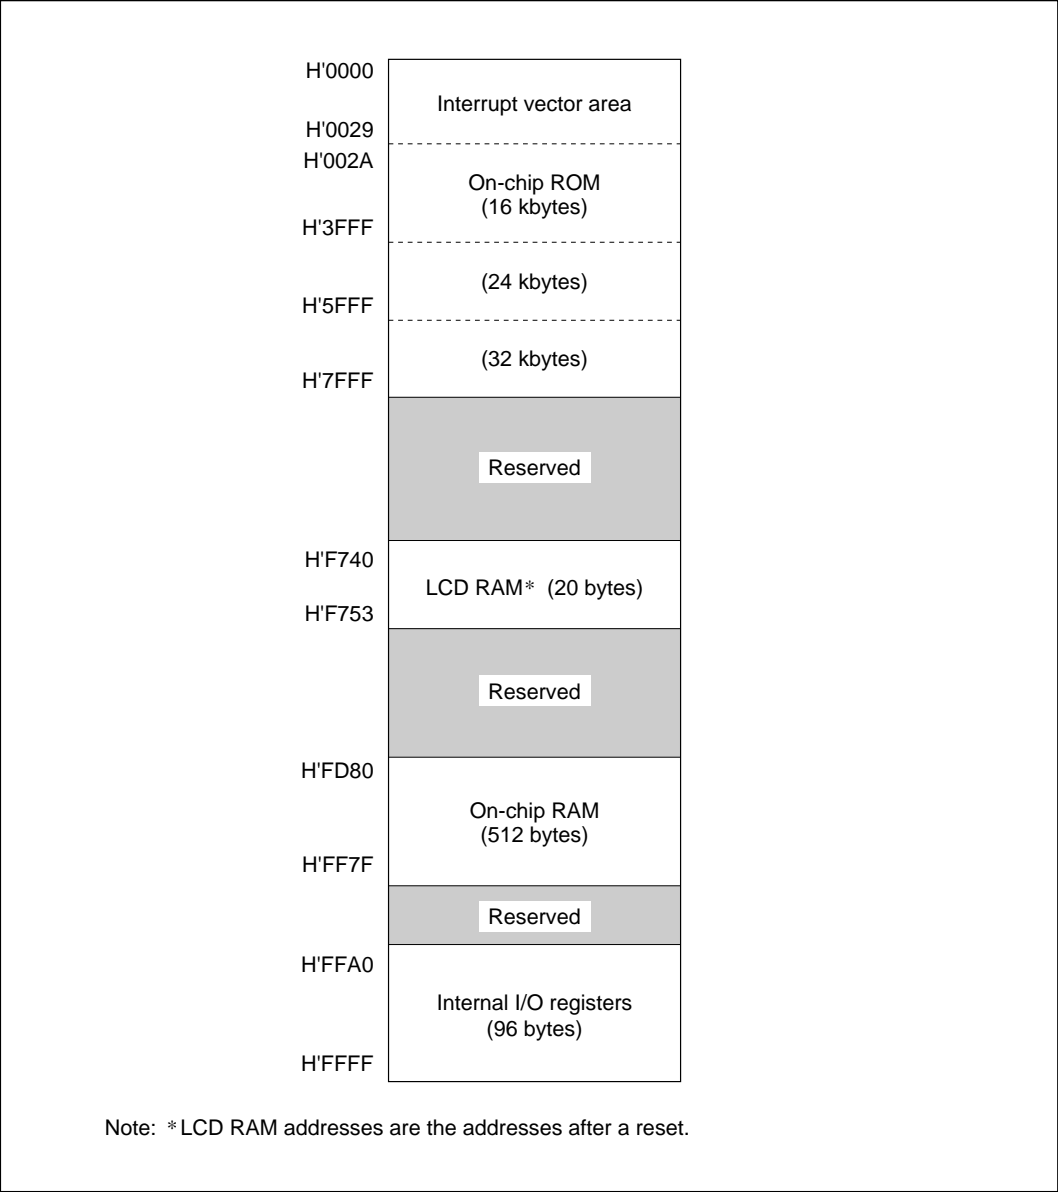 H'0000
Interrupt vector area
H'0029
H'002A
On-chip ROM
(16 kbytes)
H'3FFF
(24 kbytes)
H'5FFF
(32 kbytes)
H'7FFF
Reserved
H'F740
LCD RAM* (20 bytes)
H'F753
Reserved
H'FD80
On-chip RAM
(512 bytes)
H'FF7F
Reserved
H'FFA0
Internal I/O registers
(96 bytes)
H'FFFF
Note: * LCD RAM addresses are the addresses after a reset.